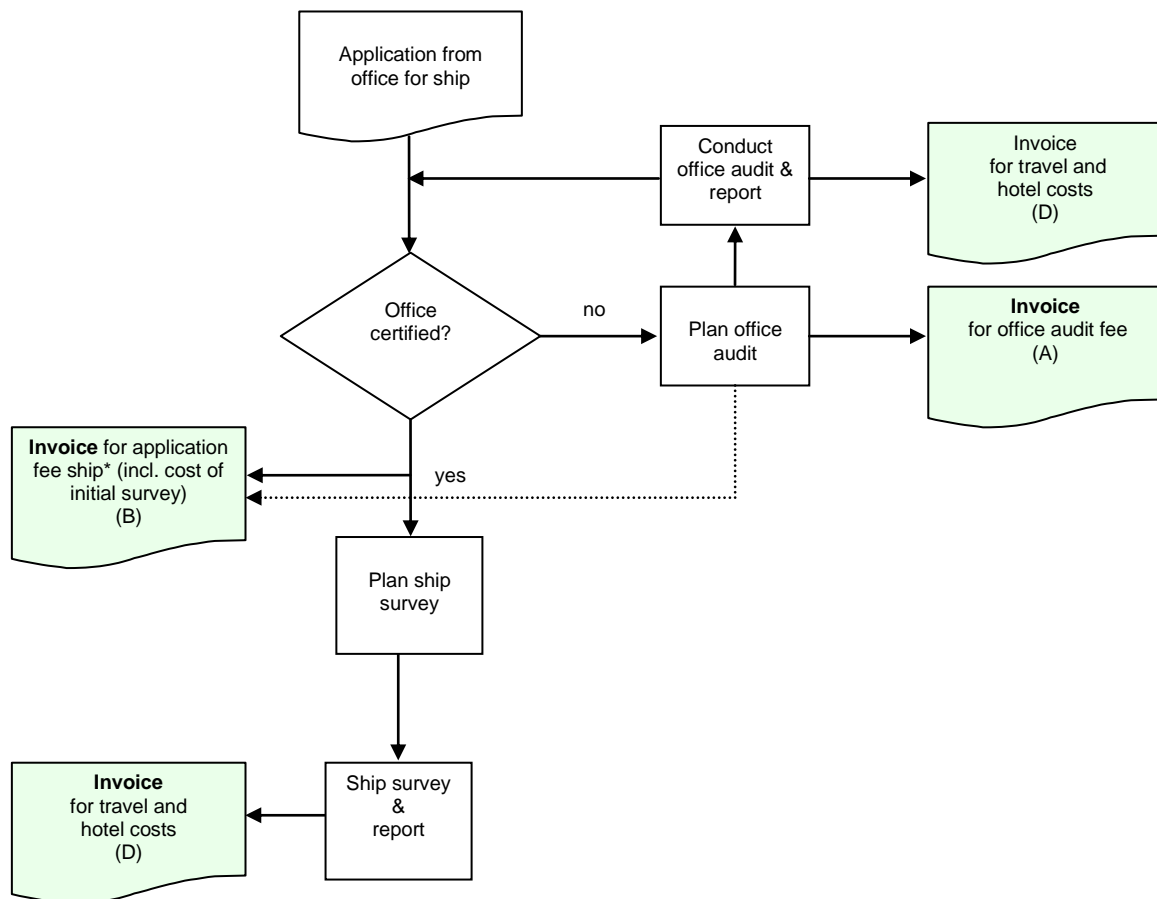 Application from
office for ship
Conduct
office audit &
report
Invoice
for travel and
hotel costs
(D)
Office
certified?
no
Plan office
audit
Invoice
for office audit fee
(A)
Invoice for application
fee ship* (incl. cost of
initial survey)
(B)
yes
Plan ship
survey
Invoice
for travel and
hotel costs
(D)
Ship survey
&
report